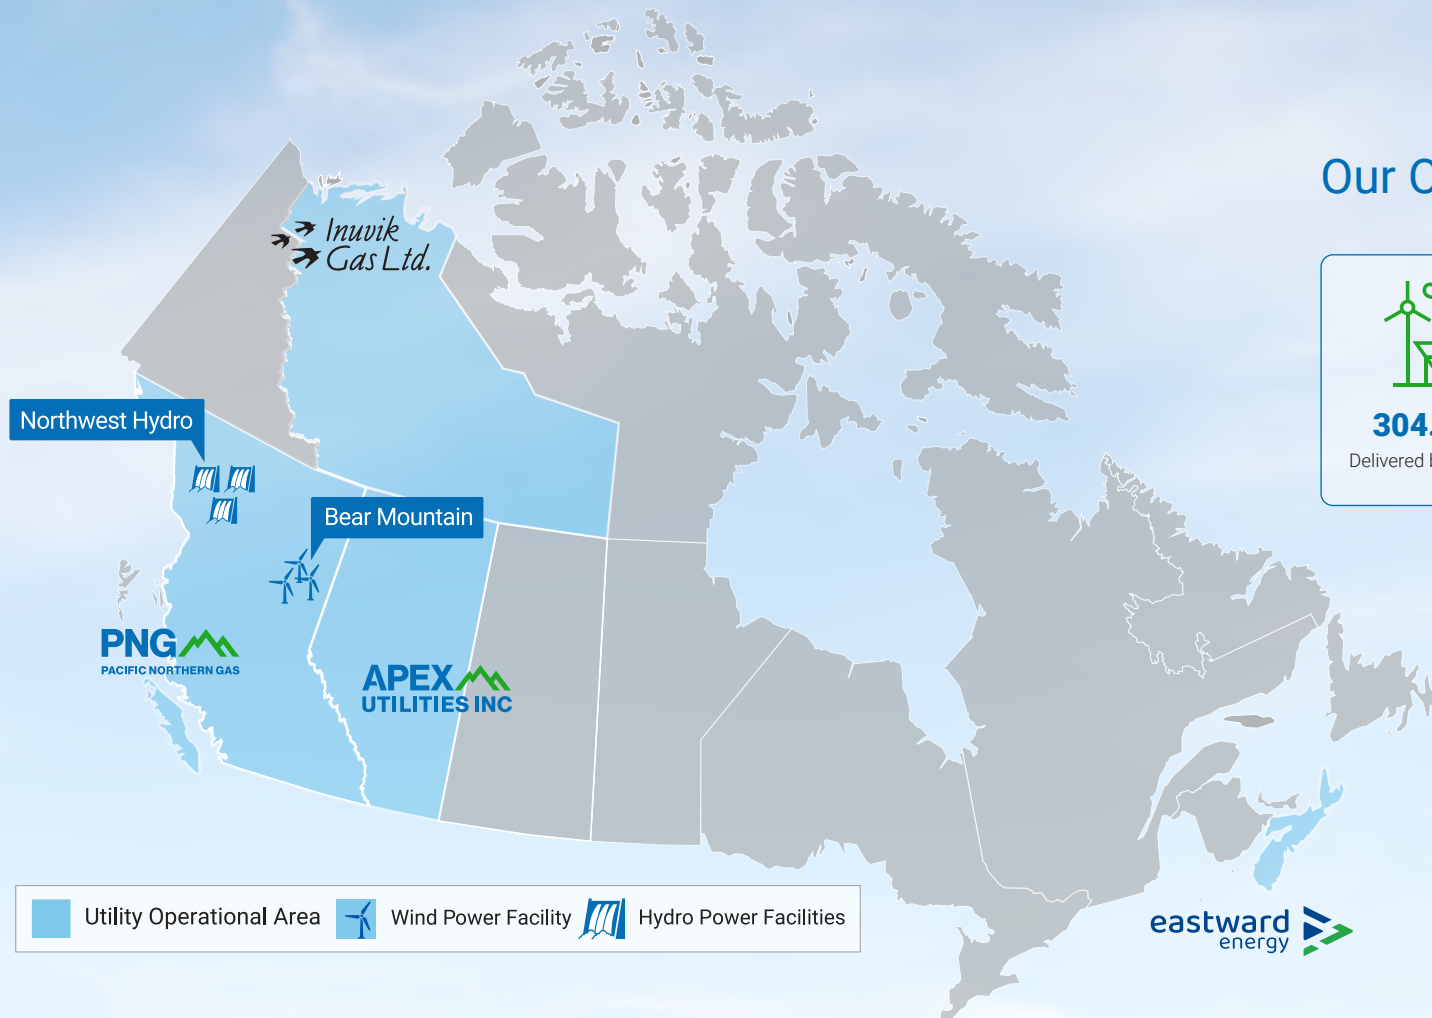 Our
Inuvik
Gas Ltd.
304.
Delivered
Northwest Hydro
Bear Mountain
PNG
PACIFIC NORTHERN GAS
APEX
UTILITIES INC
Utility Operational Area
Wind Power Facility
Hydro Power Facilities
eastward
energy